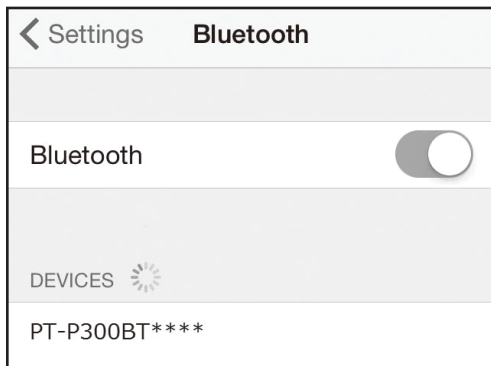 Settings Bluetooth
Bluetooth
DEVICES
PT-P300BT****